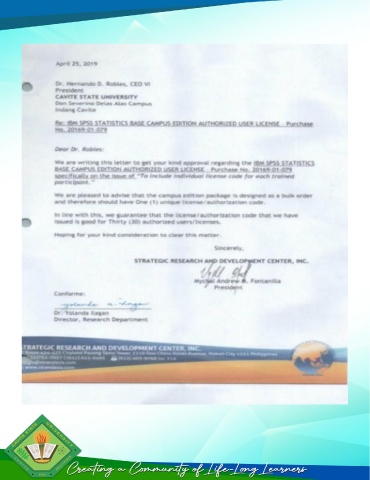 April 25, 2019
Dr. Hernando D. Robles, CEO VI
President
CAVITE STATE UNIVERSITY
Don Severino Delas Alas Campus
Indang Cavite
Re: IBM SPSS STATISTICS BASE CAMPUS EDITION AUTHORIZED USER LICENSE Purchase
No. 20169-01-079
Dear Dr. Robles:
We are writing this letter to get your kind approval regarding the IBM SPSS STATISTICS
BASE CAMPUS EDITION AUTHORIZED USER LICENSE Purchase No. 20169-01-079
specifically on the issue of "To include individual license code for each trained
participant."
We are pleased to advise that the campus edition package is designed as a bulk order
and therefore should have One (1) unique license/authorization code.
In line with this, we guarantee that the license/authorization code that we have
issued is good for Thirty (30) authorized users/licenses.
Hoping for your kind consideration to clear this matter.
Sincerely,
STRATEGIC RESEARCH AND DEVELOPMENT CENTER, INC.
Mychal Andrew M. Fontanilla
President
Conforme:
Dr. Yolanda Ilagan
Director, Research Department
STRATEGIC RESEARCH AND DEVELOPMENT CENTER, INC.
Creating a Community of Life-Long Learners